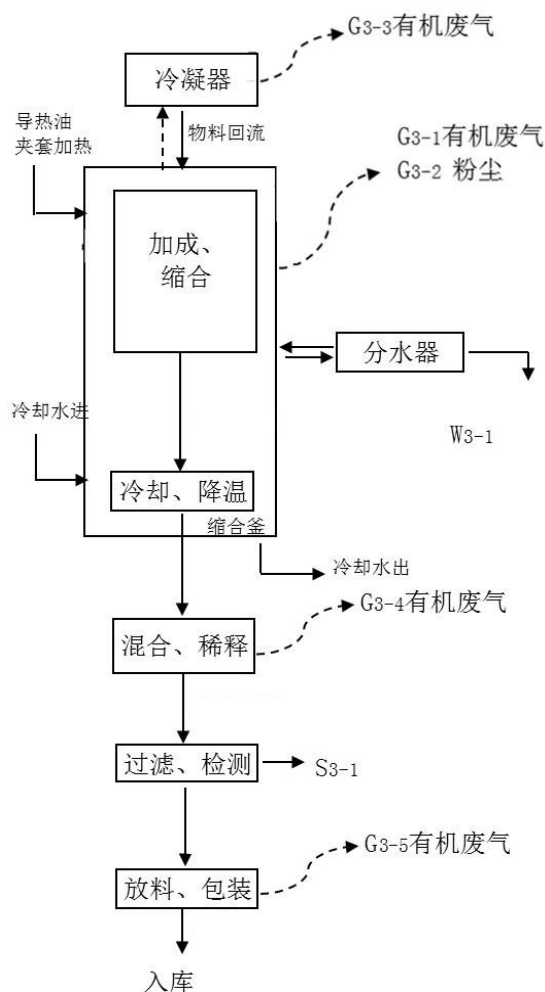 G3-3有机废气
冷凝器
导热油
夹套加热
物料回流
G3-1有机废气
G3-2 粉尘
加成、
缩合
分水器
冷却水进
W3-1
冷却、降温
缩合釜
冷却水出
G3-4有机废气
混合、稀释
过滤、检测
S3-1
G3-5有机废气
放料、包装
入库